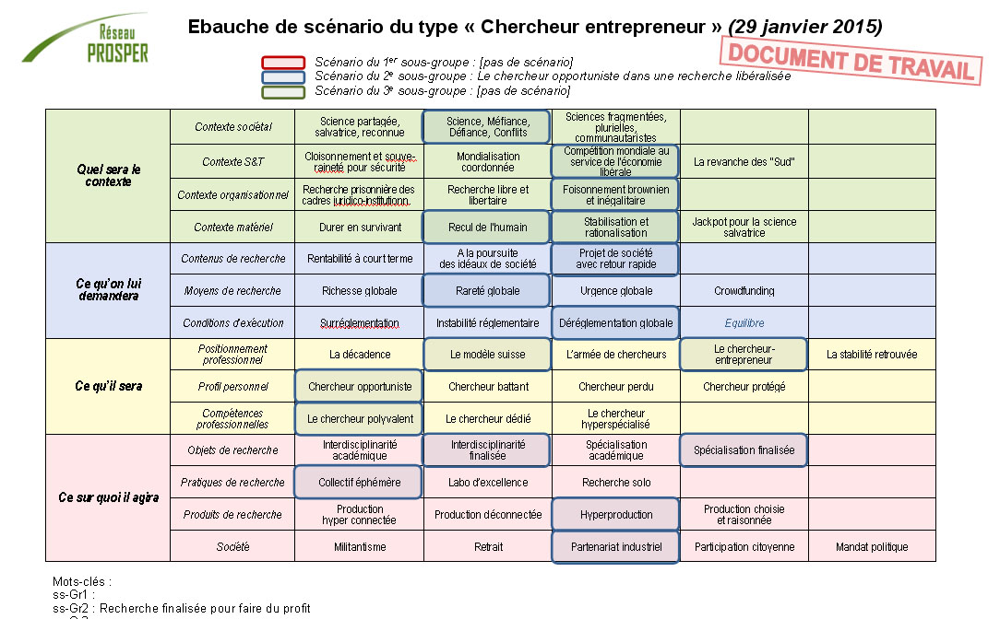 Réseau
PROSPER
Ebauche de scénario du type « Chercheur entrepreneur » (29 janvier 2015)
DOCUMENT DE TRAVAIL
Scénario du 1er sous-groupe : [pas de scénario]
Scénario du 2e sous-groupe : Le chercheur opportuniste dans une recherche libéralisée
Scénario du 3e sous-groupe : [pas de scénario]
Quel sera le
contexte
Contexte sociétal
Science partagée,
salvatrice, reconnue
Science, Méfiance,
Défiance, Conflits
Sciences fragmentées,
plurielles,
communautaristes
Contexte S&T
Cloisonnement et souve-
raineté pour sécurité
Mondialisation
coordonnée
Compétition mondiale au
service de l'économie
libérale
La revanche des "Sud"
Contexte organisationnel
Recherche prisonnière des
cadres juridico-institutionn.
Recherche libre et
libertaire
Foisonnement brownien
et inégalitaire
Contexte matériel
Durer en survivant
Recul de l'humain
Stabilisation et
rationalisation
Jackpot pour la science
salvatrice
Ce qu'on lui
demandera
Contenus de recherche
Rentabilité à court terme
A la poursuite
des idéaux de société
Projet de société
avec retour rapide
Moyens de recherche
Richesse globale
Rareté globale
Urgence globale
Crowdfunding
Conditions d'exécution
Surréglementation
Instabilité réglementaire
Déréglementation globale
Equilibre
Ce qu'il sera
Positionnement
professionnel
La décadence
Le modèle suisse
L'armée de chercheurs
Le chercheur-
entrepreneur
La stabilité retrouvée
Profil personnel
Chercheur opportuniste
Chercheur battant
Chercheur perdu
Chercheur protégé
Compétences
professionnelles
Le chercheur polyvalent
Le chercheur dédié
Le chercheur
hyperspécialisé
Ce sur quoi il agira
Objets de recherche
Interdisciplinarité
académique
Interdisciplinarité
finalisée
Spécialisation
académique
Spécialisation finalisée
Pratiques de recherche
Collectif éphémère
Labo d'excellence
Recherche solo
Produits de recherche
Production
hyper connectée
Production déconnectée
Hyperproduction
Production choisie
et raisonnée
Société
Militantisme
Retrait
Partenariat industriel
Participation citoyenne
Mandat politique
Mots-clés :
ss-Gr1 :
ss-Gr2 : Recherche finalisée pour faire du profit